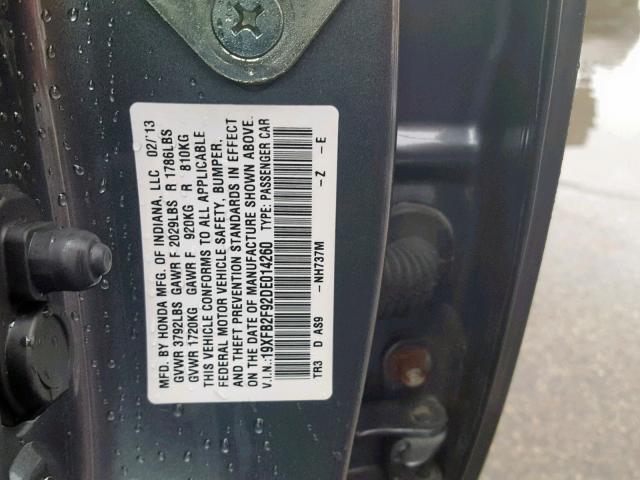 MFD. BY HONDA MFG. OF INDIANA, LLC 02/13
GVWR 3792LBS GAWR F 2029LBS R 1786LBS
GVWR 1720KG GAWR F 920KG R 810KG
THIS VEHICLE CONFORMS TO ALL APPLICABLE
FEDERAL MOTOR VEHICLE SAFETY, BUMPER,
AND THEFT PREVENTION STANDARDS IN EFFECT
ON THE DATE OF MANUFACTURE SHOWN ABOVE.
V.I.N.:19XFB2F92DE014260 TYPE: PASSENGER CAR
TR3 D AS9 -NH737M -Z -E